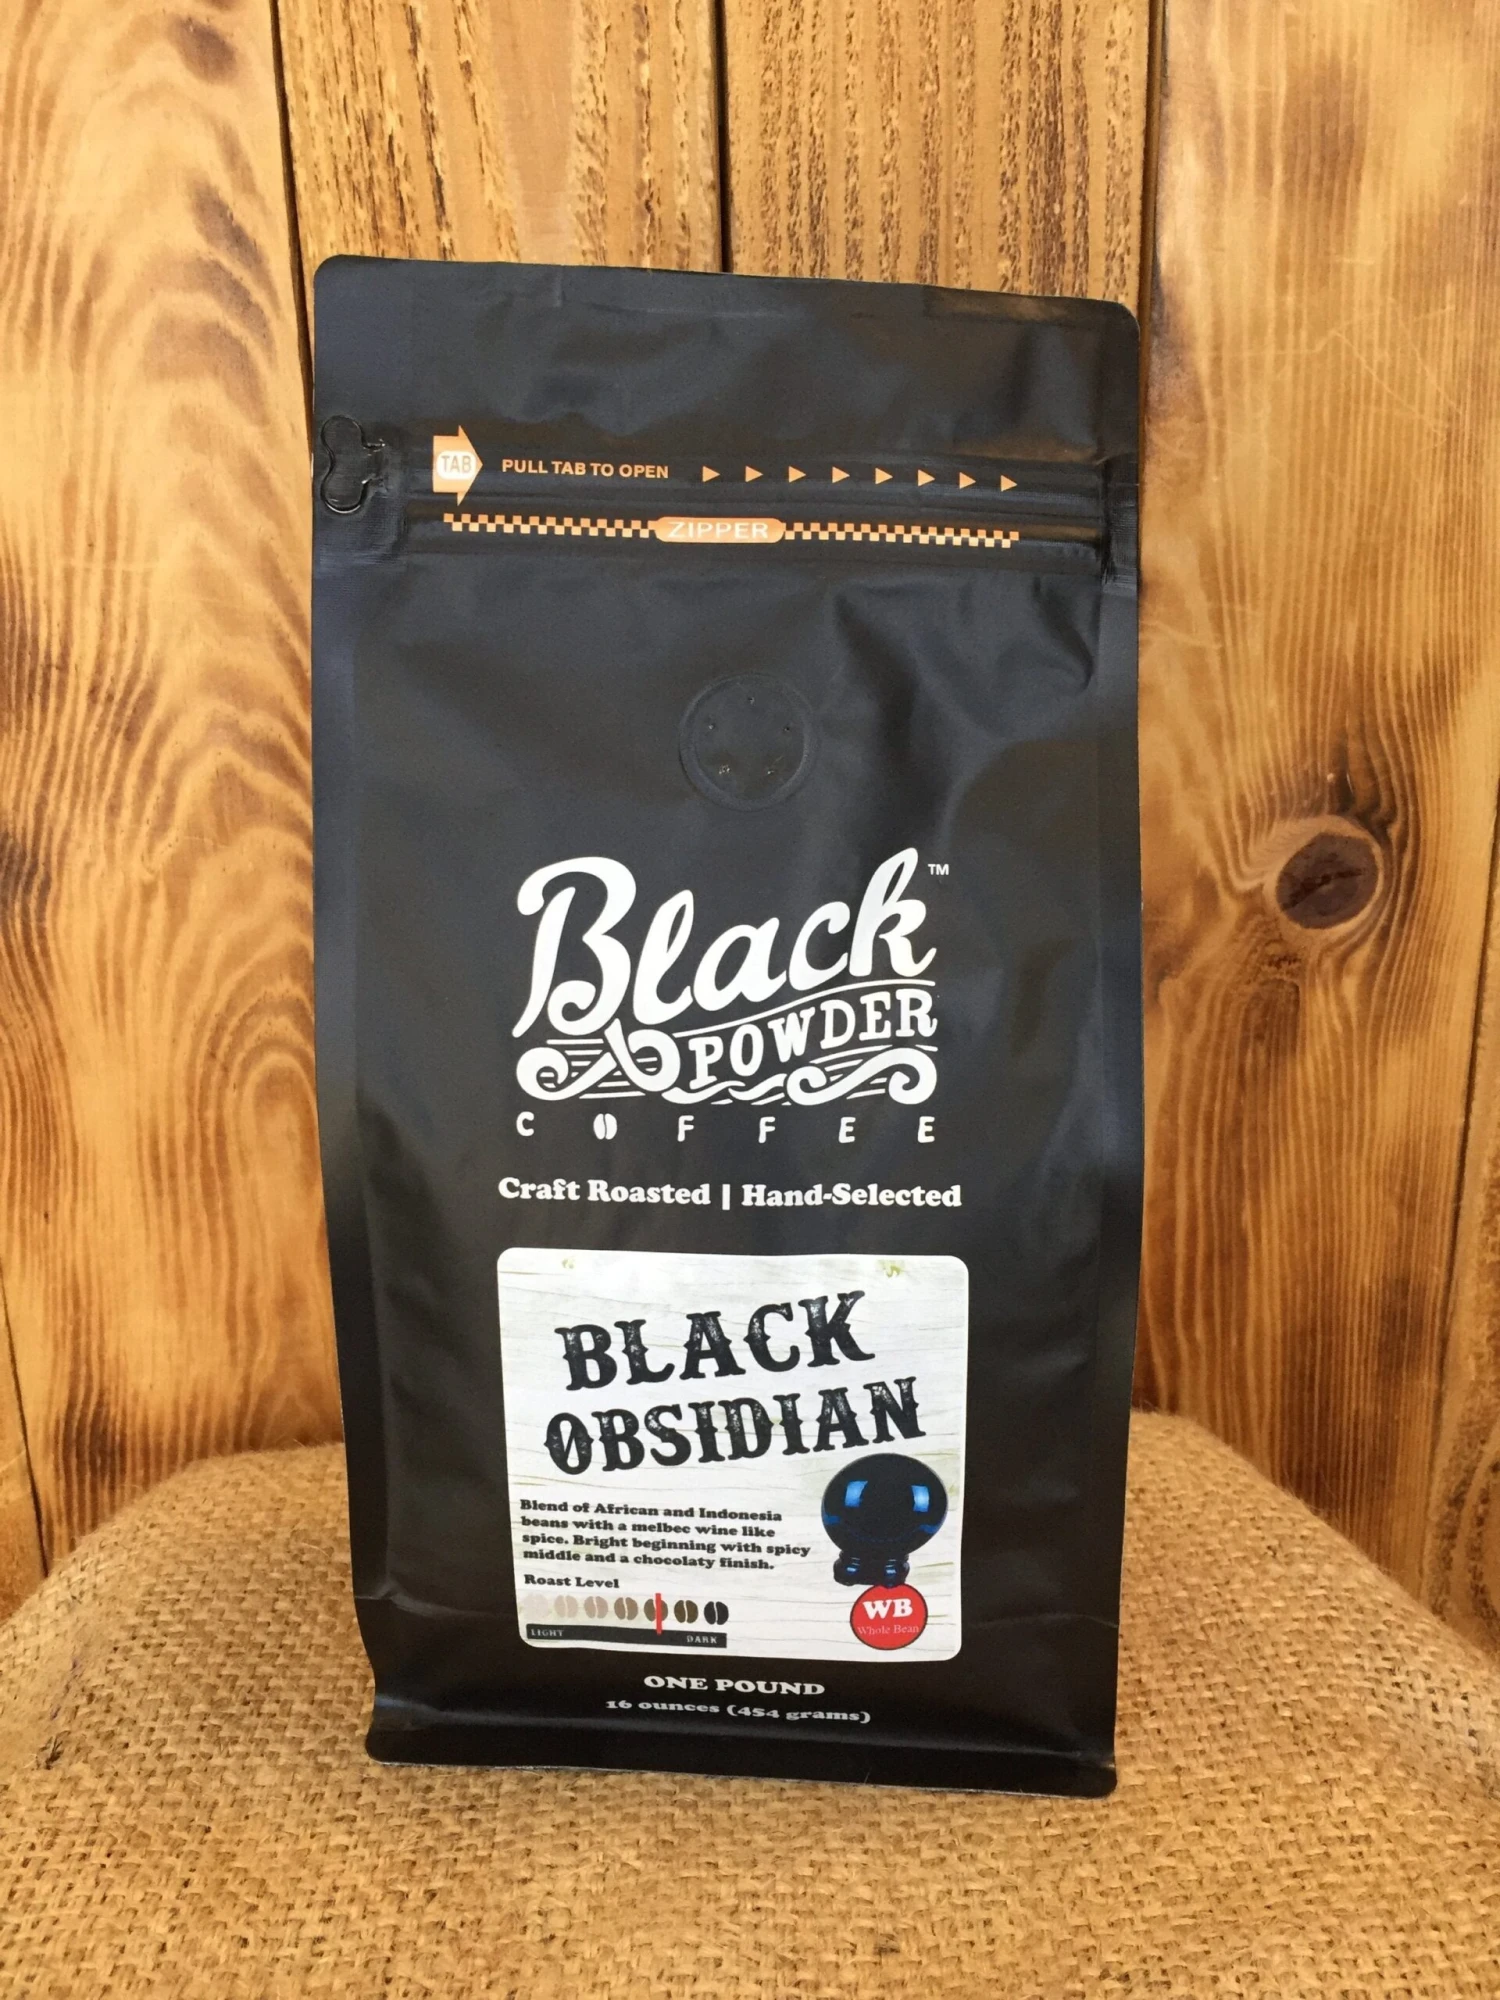 TAB PULL TAB TO OPEN
ZIPPER
Black™
POWDER
COFFEE
Craft Roasted | Hand-Selected
BLACK
OBSIDIAN
Blend of African and Indonesia
beans with a melbec wine like
spice. Bright beginning with spicy
middle and a chocolaty finish.
Roast Level
LIGHT DARK
WB
Whole Bean
ONE POUND
16 ounces (454 grams)